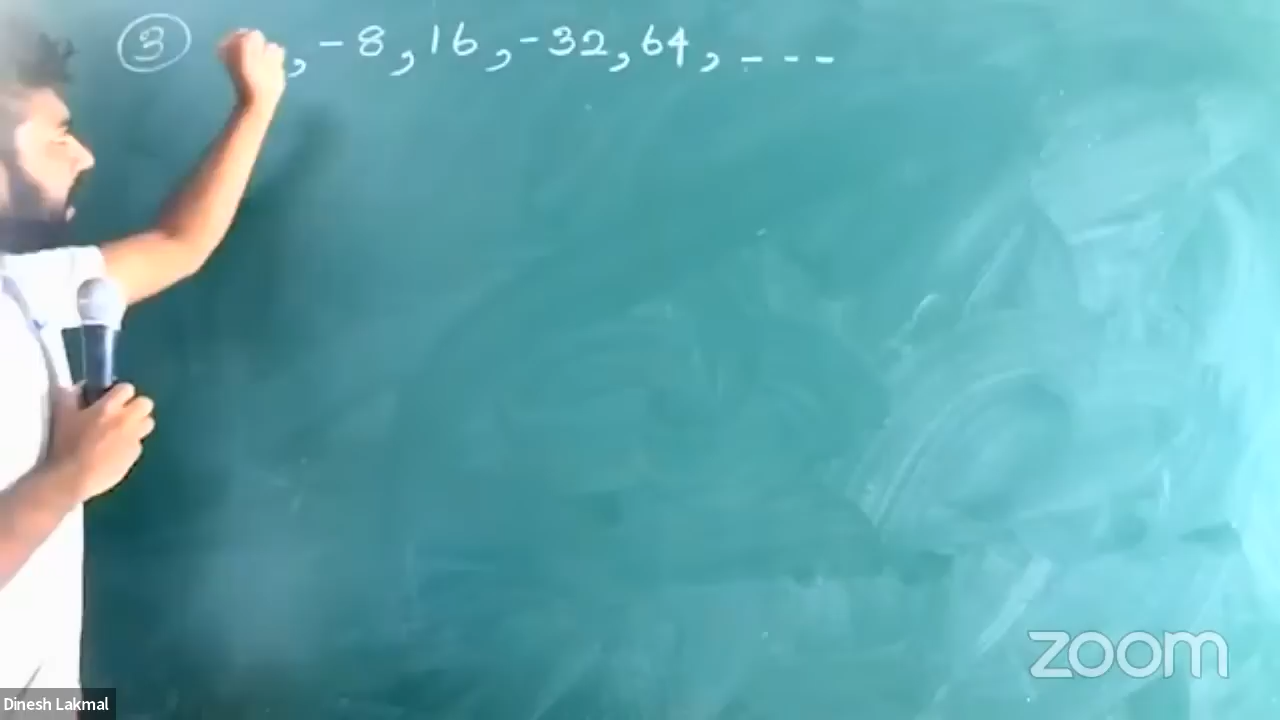 ③ , -8, 16, -32, 64, ---
zoom
Dinesh Lakmal